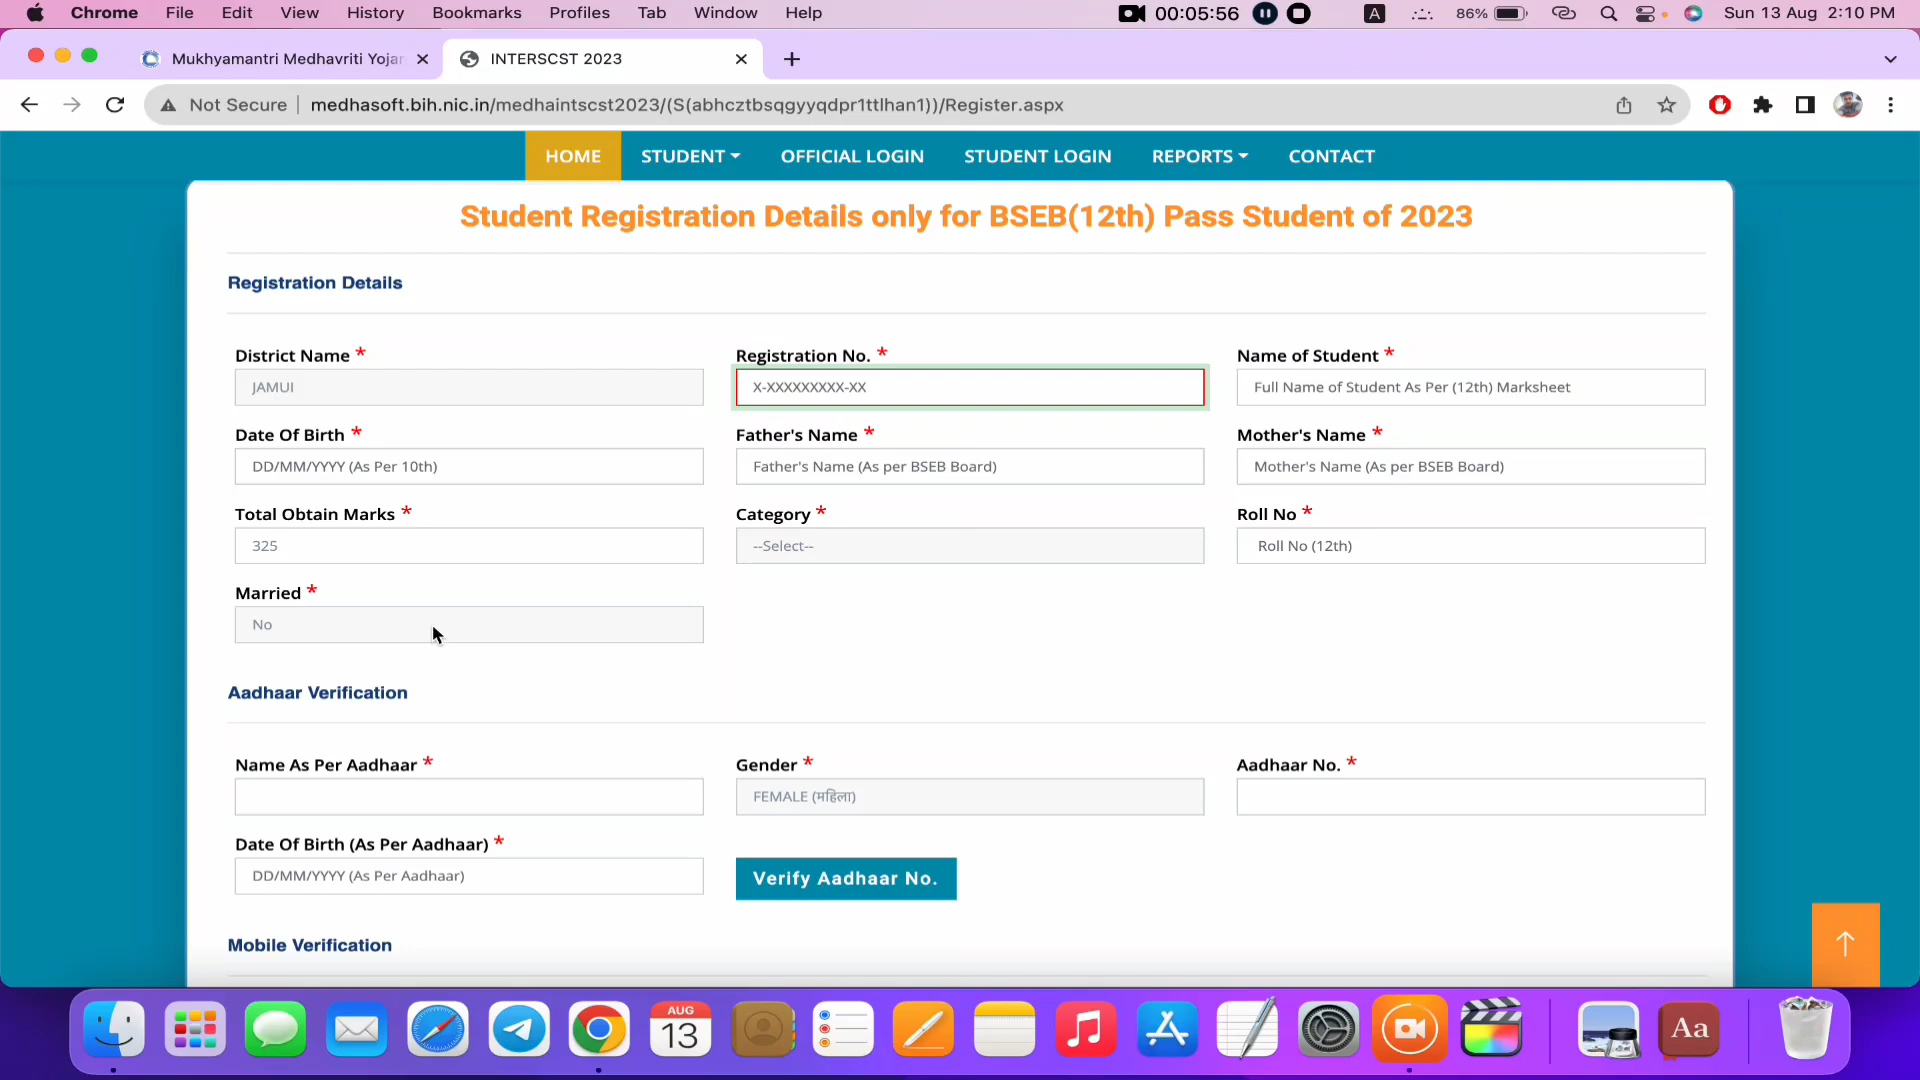 Chrome File Edit View History Bookmarks Profiles Tab Window Help 00:05:56 A 86% Sun 13 Aug 2:10 PM
Mukhyamantri Medhavriti Yojan INTERSCST 2023
Not Secure medhasoft.bih.nic.in/medhaintscst2023/(S(abhcztbsqgyyqdpr1ttlhan1))/Register.aspx
HOME STUDENT OFFICIAL LOGIN STUDENT LOGIN REPORTS CONTACT
Student Registration Details only for BSEB(12th) Pass Student of 2023
Registration Details
District Name * Registration No. * Name of Student *
JAMUI X-XXXXXXXXX-XX Full Name of Student As Per (12th) Marksheet
Date Of Birth * Father's Name * Mother's Name *
DD/MM/YYYY (As Per 10th) Father's Name (As per BSEB Board) Mother's Name (As per BSEB Board)
Total Obtain Marks * Category * Roll No *
325 --Select-- Roll No (12th)
Married *
No
Aadhaar Verification
Name As Per Aadhaar * Gender * Aadhaar No. *
FEMALE (महिला)
Date Of Birth (As Per Aadhaar) *
DD/MM/YYYY (As Per Aadhaar) Verify Aadhaar No.
Mobile Verification
AUG
13
Aa